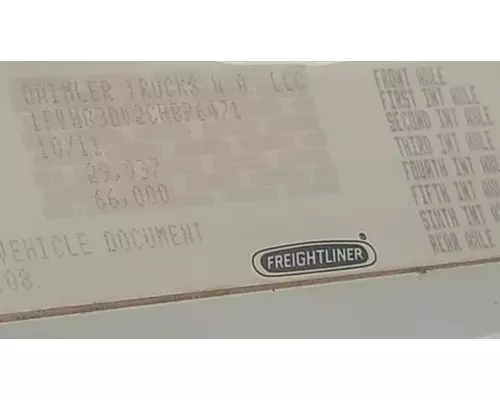 DAIMLER TRUCKS N.A. LLC
10/11
29,937
66,000
VEHICLE DOCUMENT
108
FREIGHTLINER ®
FRONT AXLE
FIRST INT AXLE
SECOND INT AXLE
THIRD INT AXLE
FOURTH INT AXLE
FIFTH INT AXLE
SIXTH INT
REAR AXLE